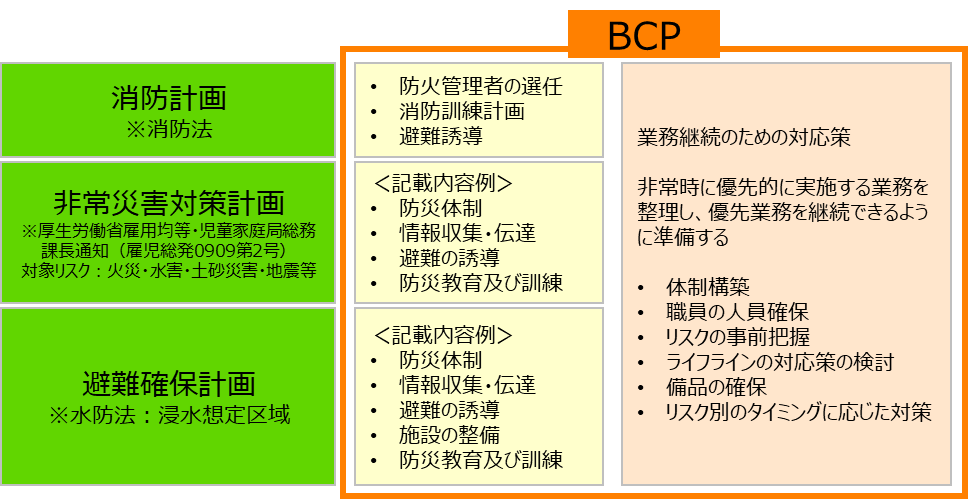 BCP
消防計画
※消防法
• 防火管理者の選任
• 消防訓練計画
• 避難誘導
非常災害対策計画
※厚生労働省雇用均等・児童家庭局総務
課長通知（雇児総発0909第2号）
対象リスク：火災・水害・土砂災害・地震等
＜記載内容例＞
• 防災体制
• 情報収集・伝達
• 避難の誘導
• 防災教育及び訓練
避難確保計画
※水防法：浸水想定区域
＜記載内容例＞
• 防災体制
• 情報収集・伝達
• 避難の誘導
• 施設の整備
• 防災教育及び訓練
業務継続のための対応策
非常時に優先的に実施する業務を
整理し、優先業務を継続できるよう
に準備する
• 体制構築
• 職員の人員確保
• リスクの事前把握
• ライフラインの対応策の検討
• 備品の確保
• リスク別のタイミングに応じた対策